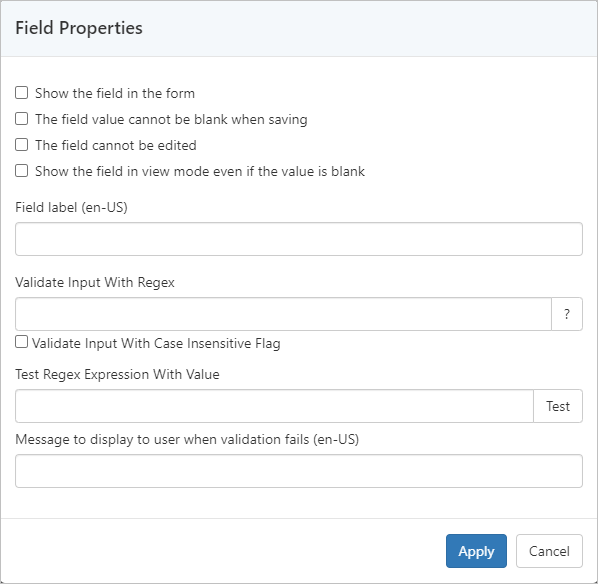 Field Properties
Show the field in the form
The field value cannot be blank when saving
The field cannot be edited
Show the field in view mode even if the value is blank
Field label (en-US)
Validate Input With Regex
?
Validate Input With Case Insensitive Flag
Test Regex Expression With Value
Test
Message to display to user when validation fails (en-US)
Apply Cancel